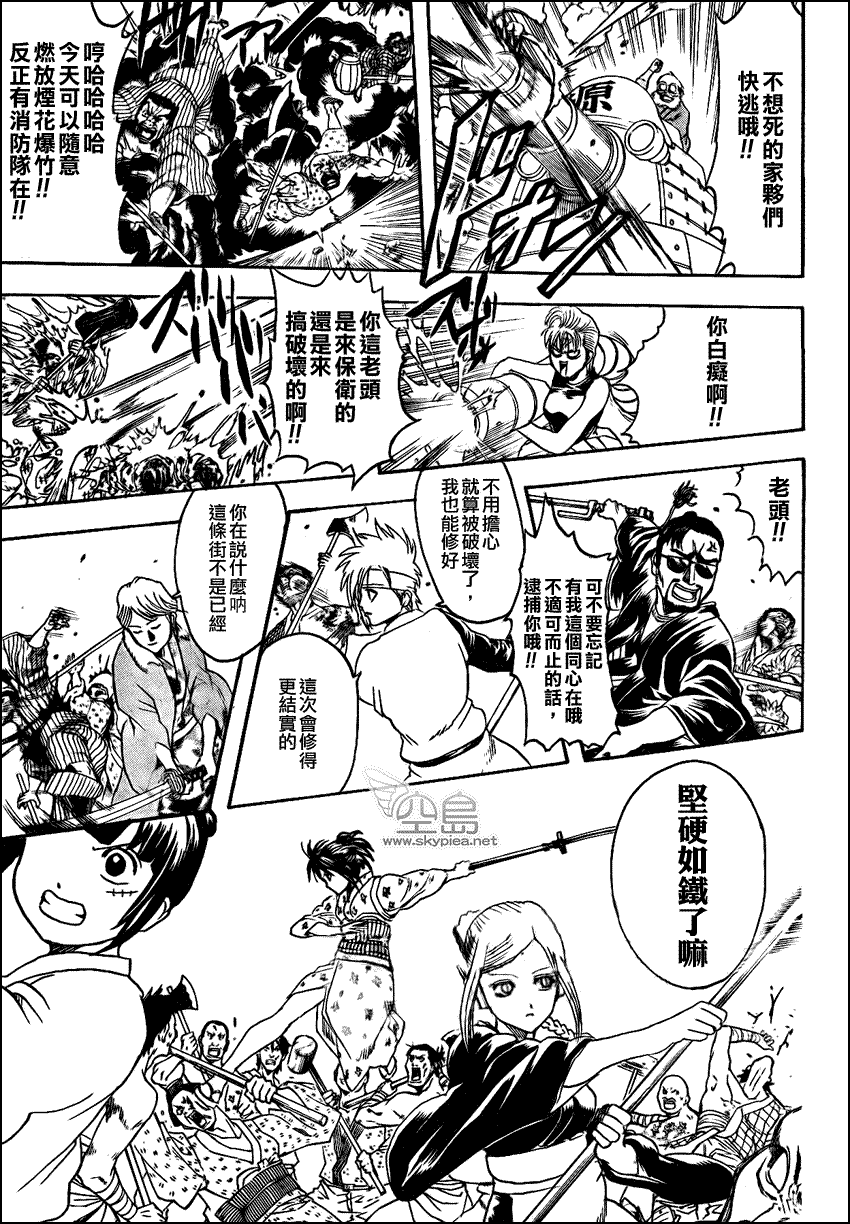 不想死的家夥們
快逃哦!!
原
ドォオン
哼哈哈哈哈
今天可以隨意
燃放煙花爆竹!!
反正有消防隊在!!
你白癡啊!!
你這老頭
是來保衛的
還是來
搞破壞的啊!!
老頭!!
可不要忘記
有我這個同心在哦
不適可而止的話，
逮捕你哦!!
不用擔心
就算被破壞了，
我也能修好
這次會修得
更結實的
你在說什麼吶
這條街不是已經
堅硬如鐵了嘛
空島
www.skypiea.net